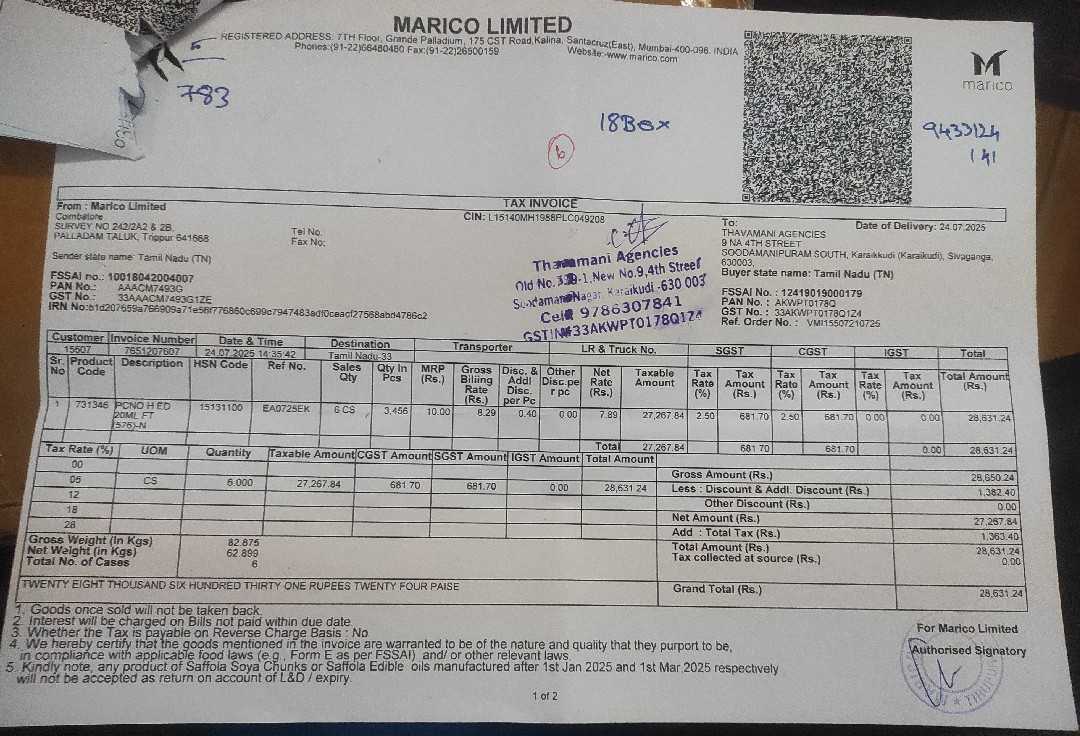 MARICO LIMITED
REGISTERED ADDRESS: 7TH Floor, Grande Palladium, 175 CST Road,Kalina, Santacruz(East), Mumbai-400-098. INDIA
Phones:(91-22)66480480 Fax:(91-22)26500159 Website:-www.marico.com
marico
5
783
18Box
6
9433124
141
TAX INVOICE
CIN: L15140MH1988PLC049208
From : Marico Limited
Coimbatore
SURVEY NO 242/2A2 & 2B,
PALLADAM TALUK, Trippur 641668
Tel No.
Fax No:
Sender state name: Tamil Nadu (TN)
FSSAI no.: 10018042004007
PAN No.: AAACM7493G
GST No.: 33AAACM7493G1ZE
IRN No:b1d207659a766909a71e56f776860c699c7947483adf0ceacf27568abd4786c2
Thavamani Agencies
Old No.339-1,New No.9,4th Street
Soodamani Nagar, Karaikudi -630 003
Cell: 9786307841
GSTIN#33AKWPT0178Q1Z4
To: Date of Delivery: 24.07.2025
THAVAMANI AGENCIES
9 NA 4TH STREET
SOODAMANIPURAM SOUTH, Karaikkudi (Karaikudi), Sivaganga,
630003,
Buyer state name: Tamil Nadu (TN)
FSSAI No.: 12419019000179
PAN No. : AKWPT0178Q
GST No. : 33AKWPT0178Q1Z4
Ref. Order No. : VMI15507210725
Customer Invoice Number Date & Time Destination Transporter LR & Truck No. SGST CGST IGST Total
15607 7651207607 24.07.2025 14:35:42 Tamil Nadu-33
Sr. No Product Code Description HSN Code Ref No. Sales Qty Qty In Pcs MRP (Rs.) Gross Billing Rate (Rs.) Disc. & Addl Disc. per Pc Other Disc.pe r pc Net Rate (Rs.) Taxable Amount Tax Rate (%) Tax Amount (Rs.) Tax Rate (%) Tax Amount (Rs.) Tax Rate (%) Tax Amount (Rs.) Total Amount (Rs.)
1 731346 PCNO H ED 20ML FT (576)-N 15131100 EA0725EK 6 CS 3,456 10.00 8.29 0.40 0.00 7.89 27,267.84 2.50 681.70 2.50 681.70 0.00 0.00 28,631.24
Total 27,267.84 681.70 681.70 0.00 28,631.24
Tax Rate (%) UOM Quantity Taxable Amount CGST Amount SGST Amount IGST Amount Total Amount
00
05 CS 6.000 27,267.84 681.70 681.70 0.00 28,631.24
12
18
28
Gross Amount (Rs.) 28,650.24
Less : Discount & Addl. Discount (Rs.) 1,382.40
Other Discount (Rs.) 0.00
Net Amount (Rs.) 27,267.84
Add : Total Tax (Rs.) 1,363.40
Total Amount (Rs.) 28,631.24
Tax collected at source (Rs.) 0.00
Grand Total (Rs.) 28,631.24
Gross Weight (In Kgs) 82.875
Net Weight (in Kgs) 62.899
Total No. of Cases 6
TWENTY EIGHT THOUSAND SIX HUNDRED THIRTY ONE RUPEES TWENTY FOUR PAISE
1. Goods once sold will not be taken back.
2. Interest will be charged on Bills not paid within due date.
3. Whether the Tax is payable on Reverse Charge Basis : No
4. We hereby certify that the goods mentioned in the invoice are warranted to be of the nature and quality that they purport to be,
in compliance with applicable food laws (e.g., Form E as per FSSAI) and/ or other relevant laws.
5. Kindly note, any product of Saffola Soya Chunks or Saffola Edible oils manufactured after 1st Jan 2025 and 1st Mar,2025 respectively
will not be accepted as return on account of L&D / expiry.
For Marico Limited
Authorised Signatory
1 of 2